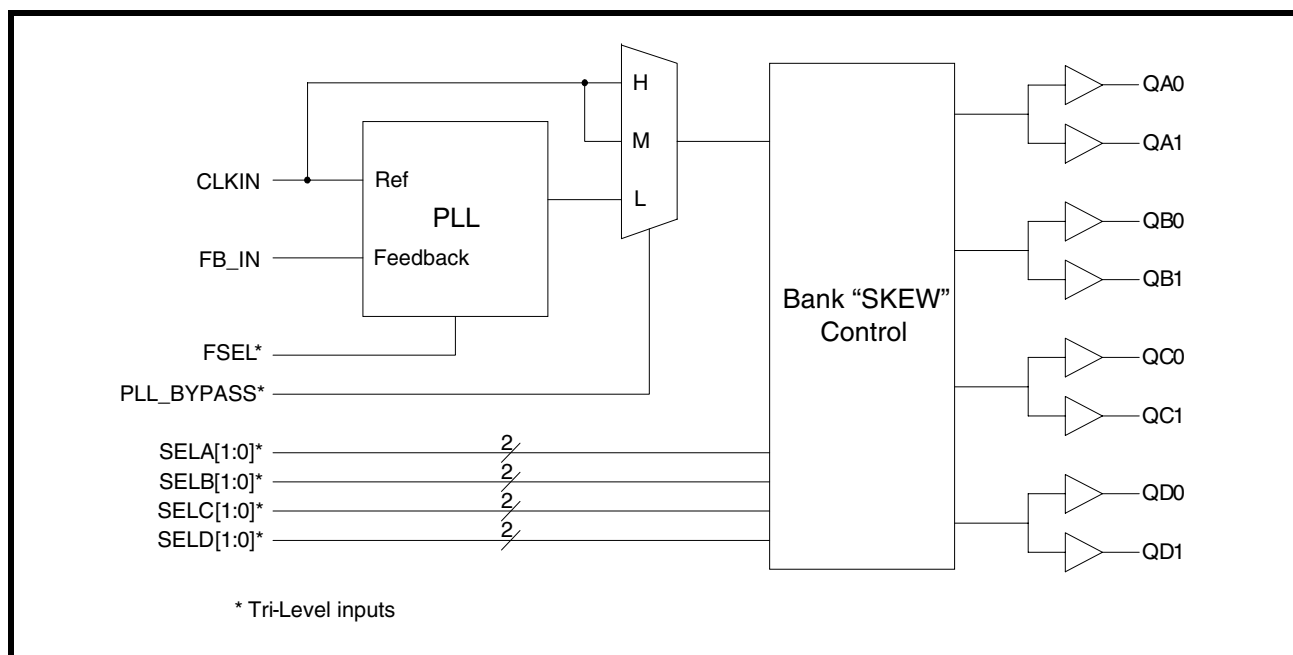 H
M
L
CLKIN
Ref
PLL
FB_IN
Feedback
FSEL*
PLL_BYPASS*
SELA[1:0]*
2
SELB[1:0]*
2
SELC[1:0]*
2
SELD[1:0]*
2
Bank “SKEW”
Control
QA0
QA1
QB0
QB1
QC0
QC1
QD0
QD1
* Tri-Level inputs